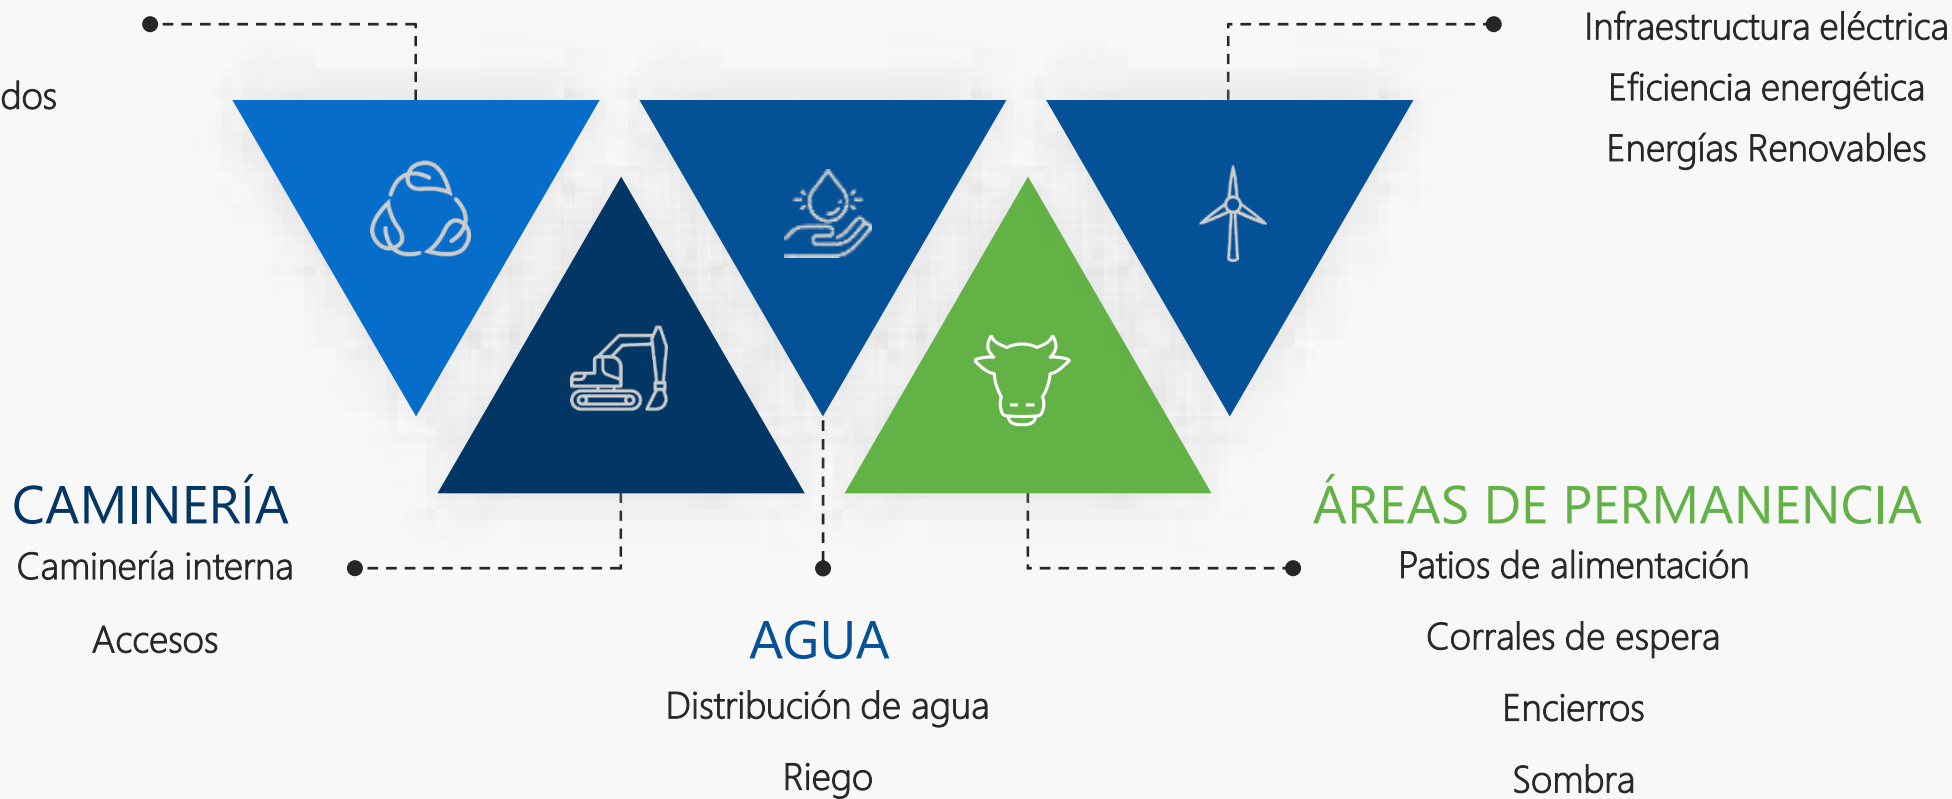 dos
Infraestructura eléctrica
Eficiencia energética
Energías Renovables
CAMINERÍA
Caminería interna
Accesos
AGUA
Distribución de agua
Riego
ÁREAS DE PERMANENCIA
Patios de alimentación
Corrales de espera
Encierros
Sombra